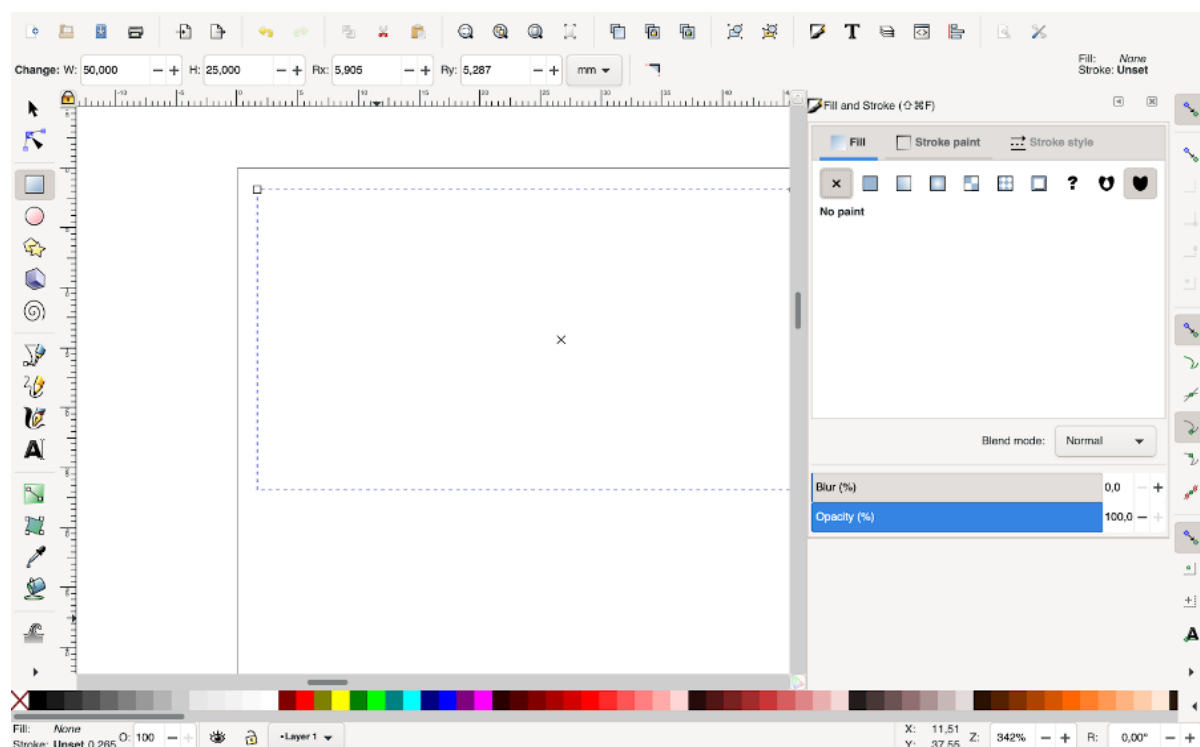 Change: W: 50,000 − + H: 25,000 − + Rx: 5,905 − + Ry: 5,287 − + mm
Fill: None
Stroke: Unset
Fill and Stroke (⇧⌘F)
Fill Stroke paint Stroke style
No paint
Blend mode: Normal
Blur (%) 0,0 − +
Opacity (%) 100,0 − +
Fill: None
Stroke: Unset 0,265
O: 100 − +
•Layer 1
X: 11,51
Y: 37,55
Z: 342% − + R: 0,00° − +